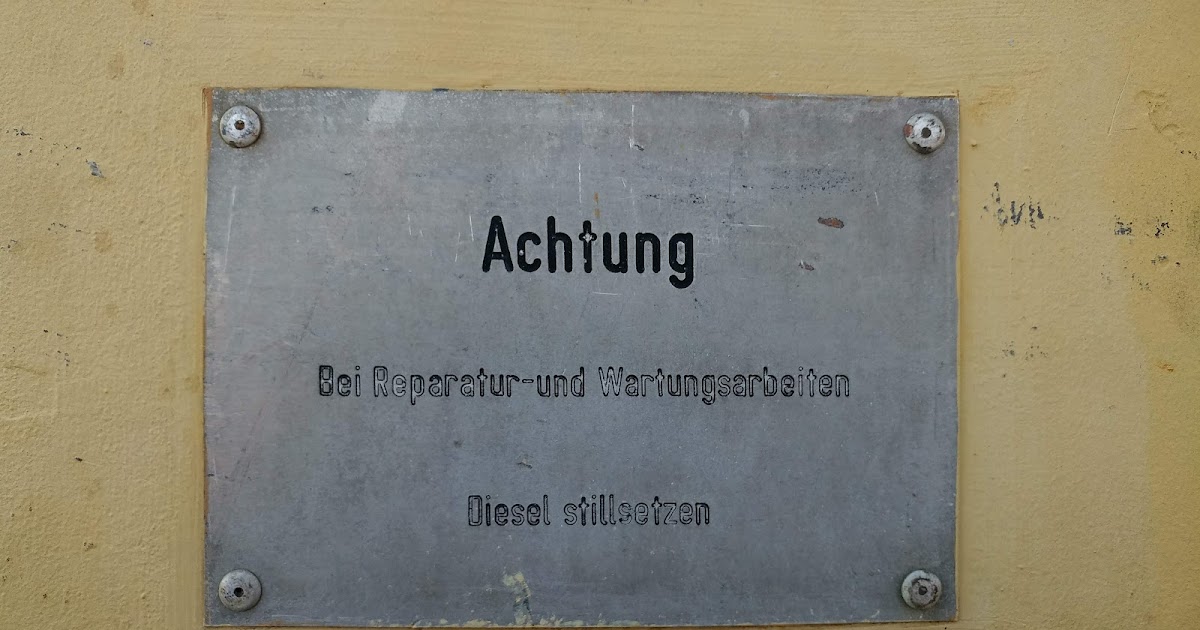 Achtung
Bei Reparatur-und Wartungsarbeiten
Diesel stillsetzen